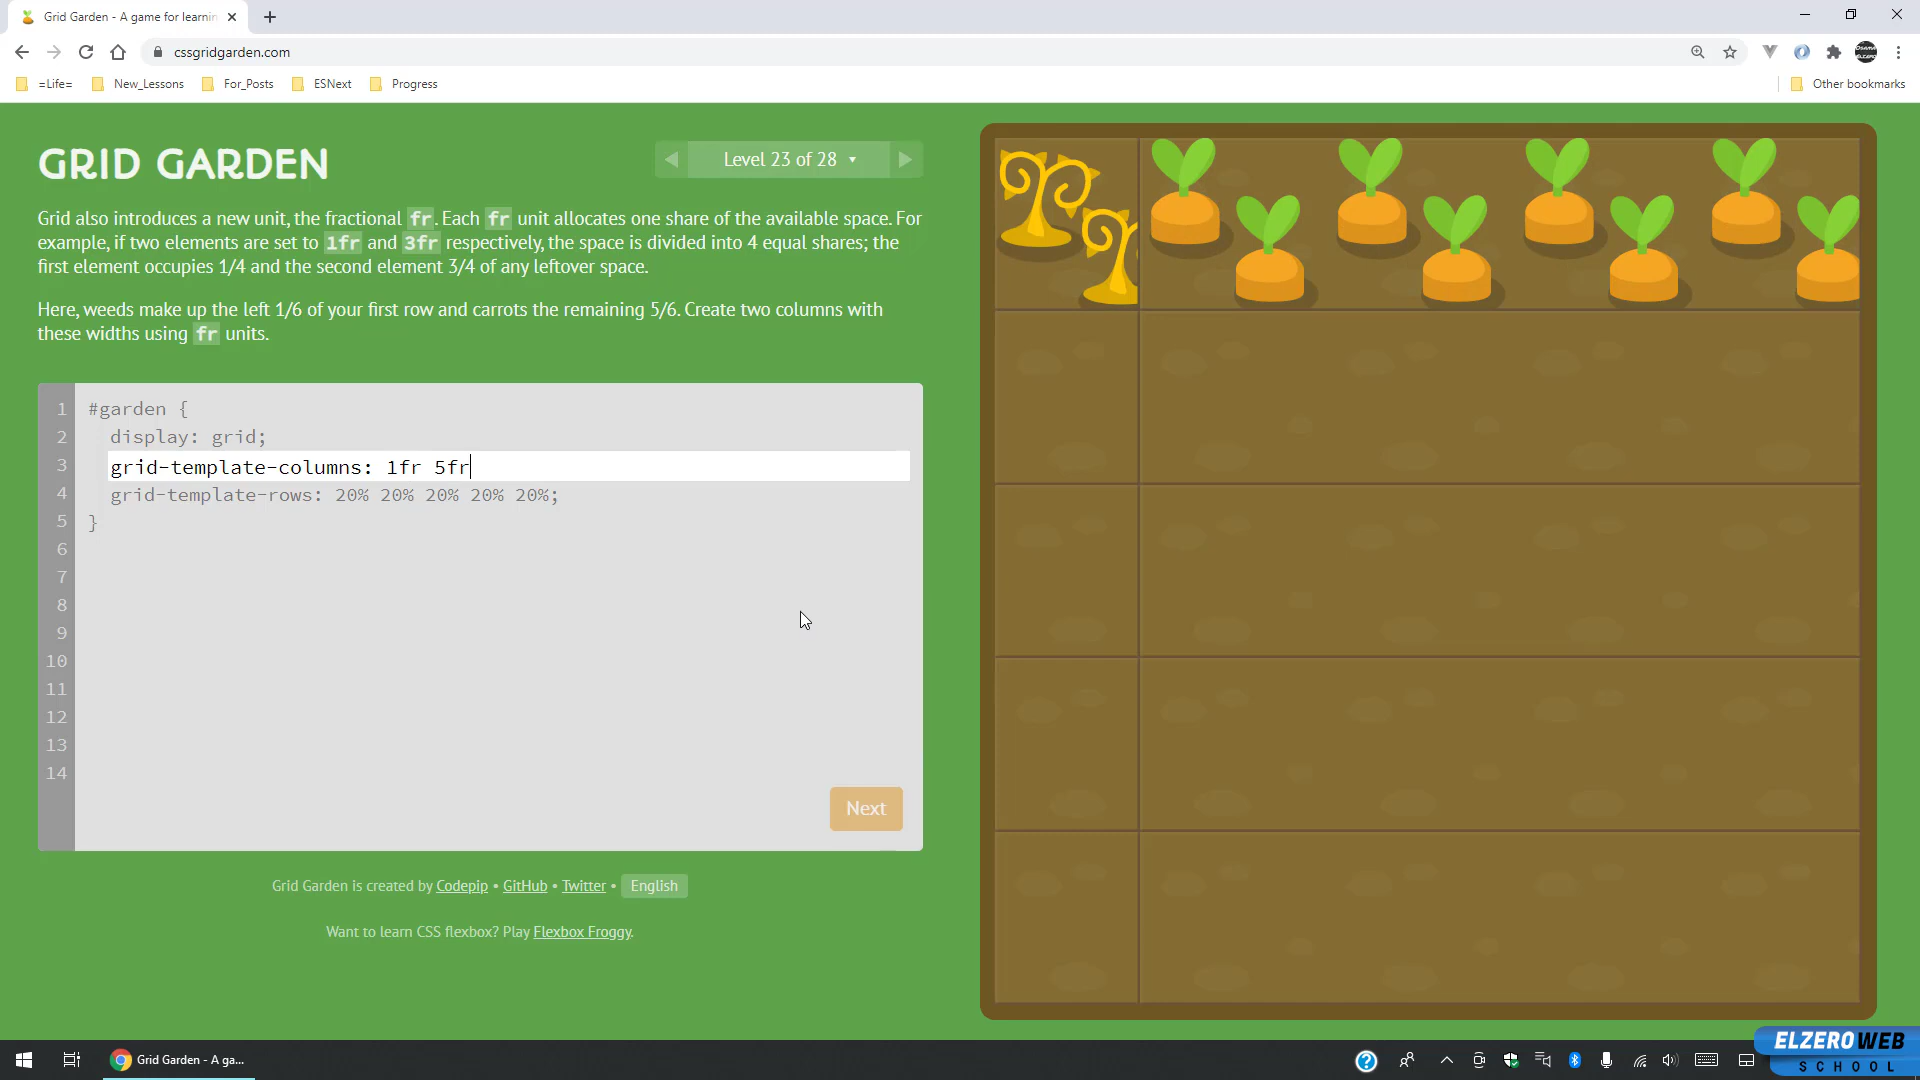 Grid Garden - A game for learnin
cssgridgarden.com
=Life=
New_Lessons
For_Posts
ESNext
Progress
Other bookmarks
GRID GARDEN
Level 23 of 28
Grid also introduces a new unit, the fractional fr. Each fr unit allocates one share of the available space. For
example, if two elements are set to 1fr and 3fr respectively, the space is divided into 4 equal shares; the
first element occupies 1/4 and the second element 3/4 of any leftover space.
Here, weeds make up the left 1/6 of your first row and carrots the remaining 5/6. Create two columns with
these widths using fr units.
1 #garden {
2 display: grid;
3 grid-template-columns: 1fr 5fr
4 grid-template-rows: 20% 20% 20% 20% 20%;
5 }
6
7
8
9
10
11
12
13
14
Next
Grid Garden is created by Codepip • GitHub • Twitter • English
Want to learn CSS flexbox? Play Flexbox Froggy.
Grid Garden - A ga...
ELZEROWEB
SCHOOL